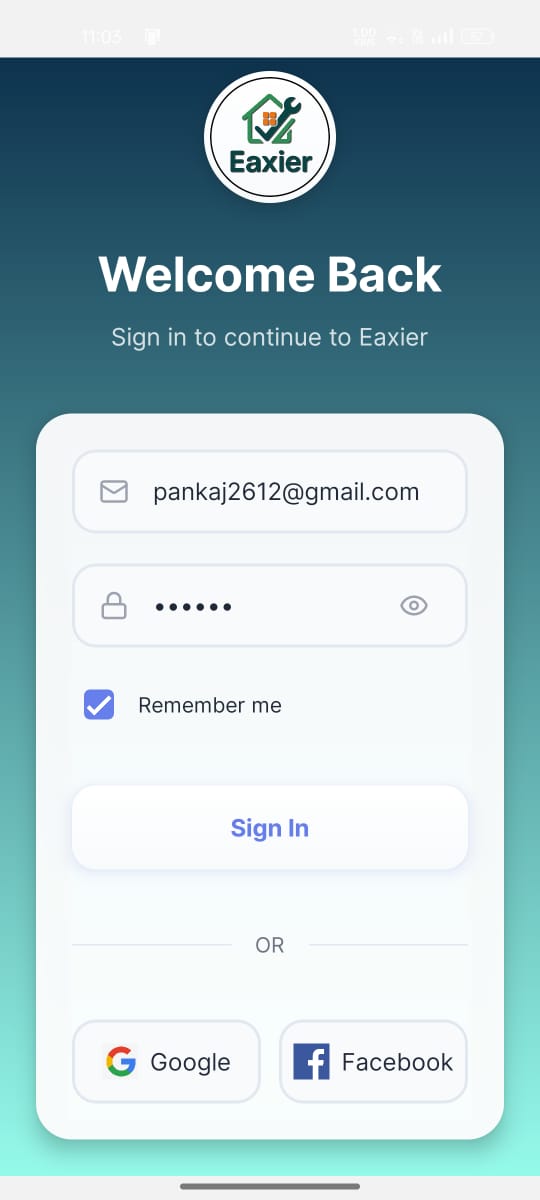 11:03
Eaxier
Welcome Back
Sign in to continue to Eaxier
pankaj2612@gmail.com
••••••
Remember me
Sign In
OR
Google Facebook